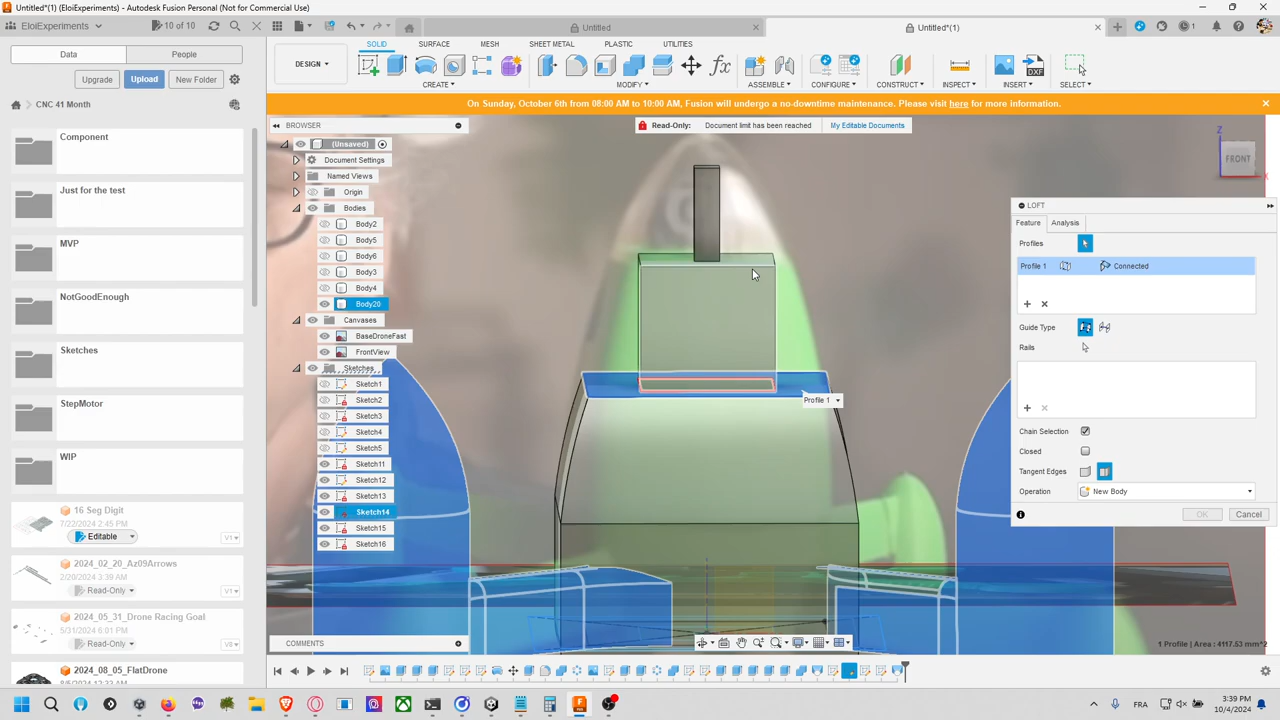 Untitled*(1) (EloiExperiments) - Autodesk Fusion Personal (Not for Commercial Use)
EloiExperiments 10 of 10
Untitled
Untitled*(1)
1
Data People
Upgrade Upload New Folder
CNC 41 Month
Component
Just for the test
MVP
NotGoodEnough
Sketches
StepMotor
WIP
16 Seg Digit
7/22/2024 2:45 PM
Editable
V1
2024_02_20_Az09Arrows
2/20/2024 3:39 AM
Read-Only
V1
2024_05_31_Drone Racing Goal
5/31/2024 6:01 PM
Read-Only
V8
2024_08_05_FlatDrone
SOLID SURFACE MESH SHEET METAL PLASTIC UTILITIES
DESIGN
CREATE MODIFY ASSEMBLE CONFIGURE CONSTRUCT INSPECT INSERT SELECT
DXF
On Sunday, October 6th from 08:00 AM to 10:00 AM, Fusion will undergo a no-downtime maintenance. Please visit here for more information.
BROWSER
Read-Only: Document limit has been reached My Editable Documents
(Unsaved)
Document Settings
Named Views
Origin
Bodies
Body2
Body5
Body6
Body3
Body4
Body20
Canvases
BaseDroneFast
FrontView
Sketches
Sketch1
Sketch2
Sketch3
Sketch4
Sketch5
Sketch11
Sketch12
Sketch13
Sketch14
Sketch15
Sketch16
Z
FRONT
X
Profile 1
LOFT
Feature Analysis
Profiles
Profile 1 Connected
Guide Type
Rails
Chain Selection
Closed
Tangent Edges
Operation New Body
OK Cancel
COMMENTS
1 Profile | Area : 4117.53 mm^2
FRA
3:39 PM
10/4/2024